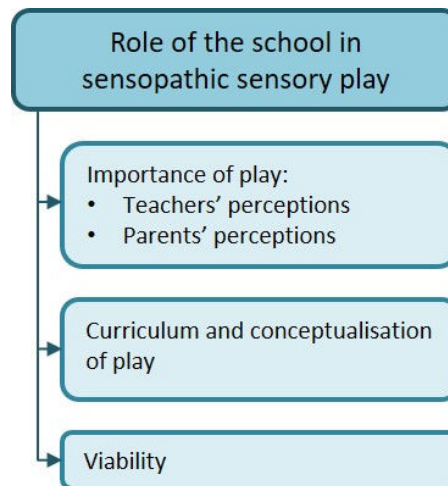 Role of the school in
sensopathic sensory play
Importance of play:
• Teachers’ perceptions
• Parents’ perceptions
Curriculum and conceptualisation
of play
Viability